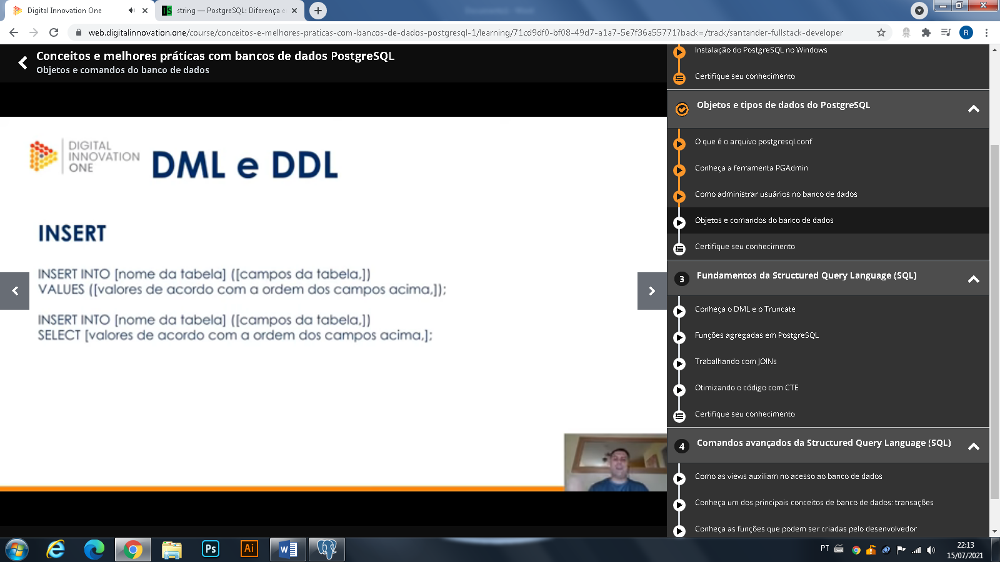 Digital Innovation One
string — PostgreSQL: Diferença e
web.digitalinnovation.one/course/conceitos-e-melhores-praticas-com-bancos-de-dados-postgresql-1/learning/71cd9df0-bf08-49d7-a1a7-5e7f36a55771?back=/track/santander-fullstack-developer
R
Conceitos e melhores práticas com bancos de dados PostgreSQL
Objetos e comandos do banco de dados
DIGITAL
INNOVATION
ONE
DML e DDL
INSERT
INSERT INTO [nome da tabela] ([campos da tabela,])
VALUES ([valores de acordo com a ordem dos campos acima,]);
INSERT INTO [nome da tabela] ([campos da tabela,])
SELECT [valores de acordo com a ordem dos campos acima,];
Instalação do PostgreSQL no Windows
Certifique seu conhecimento
Objetos e tipos de dados do PostgreSQL
O que é o arquivo postgresql.conf
Conheça a ferramenta PGAdmin
Como administrar usuários no banco de dados
Objetos e comandos do banco de dados
Certifique seu conhecimento
3 Fundamentos da Structured Query Language (SQL)
Conheça o DML e o Truncate
Funções agregadas em PostgreSQL
Trabalhando com JOINs
Otimizando o código com CTE
Certifique seu conhecimento
4 Comandos avançados da Structured Query Language (SQL)
Como as views auxiliam no acesso ao banco de dados
Conheça um dos principais conceitos de banco de dados: transações
Conheça as funções que podem ser criadas pelo desenvolvedor
Ps
Ai
W
PT
22:13
15/07/2021